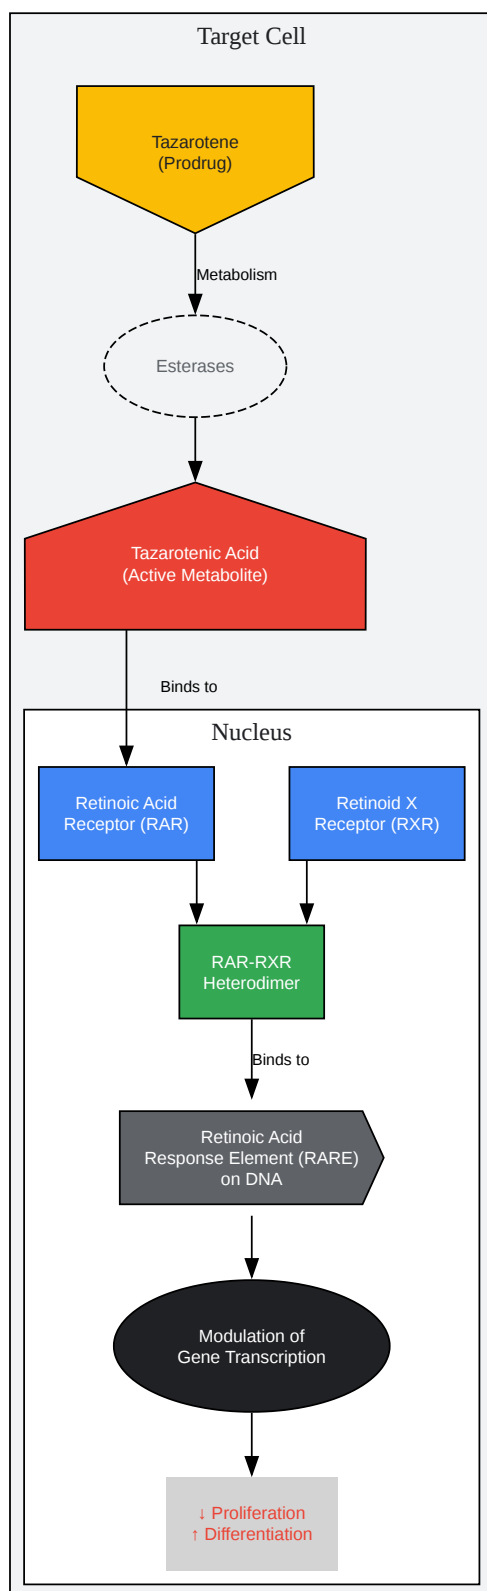 Target Cell
Tazarotene
(Prodrug)
Metabolism
Esterases
Tazarotenic Acid
(Active Metabolite)
Binds to
Nucleus
Retinoic Acid
Receptor (RAR)
Retinoid X
Receptor (RXR)
RAR-RXR
Heterodimer
Binds to
Retinoic Acid
Response Element (RARE)
on DNA
Modulation of
Gene Transcription
↓ Proliferation
↑ Differentiation